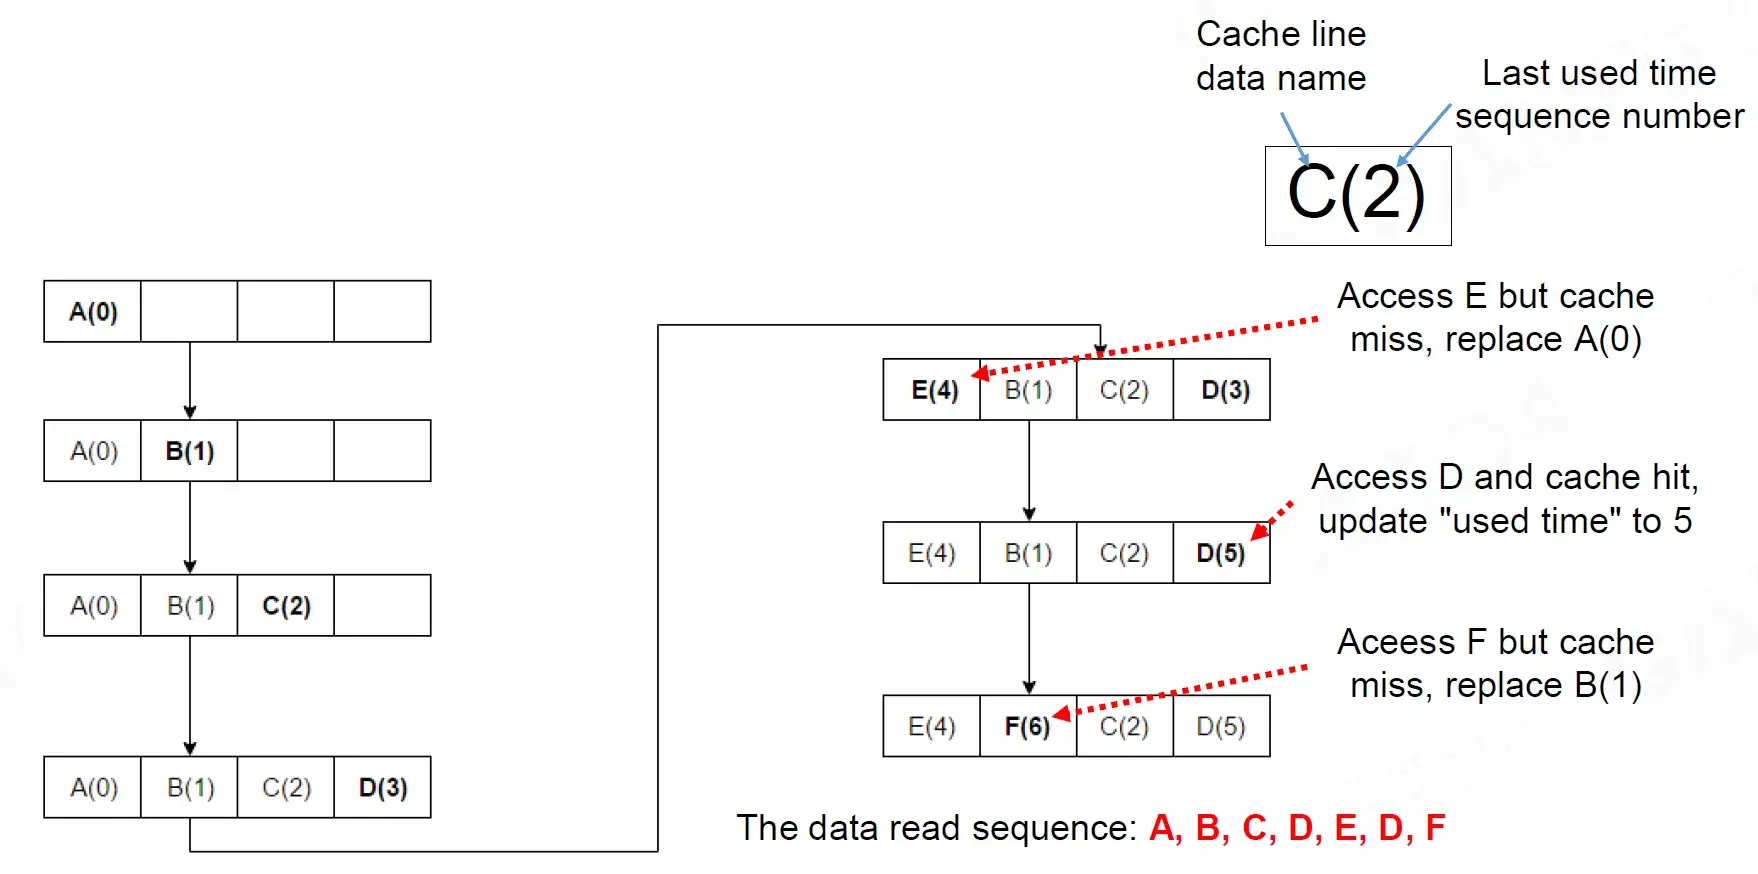 Cache line
data name
Last used time
sequence number
C(2)
A(0)
A(0) B(1)
A(0) B(1) C(2)
A(0) B(1) C(2) D(3)
Access E but cache
miss, replace A(0)
E(4) B(1) C(2) D(3)
Access D and cache hit,
update "used time" to 5
E(4) B(1) C(2) D(5)
Aceess F but cache
miss, replace B(1)
E(4) F(6) C(2) D(5)
The data read sequence: A, B, C, D, E, D, F